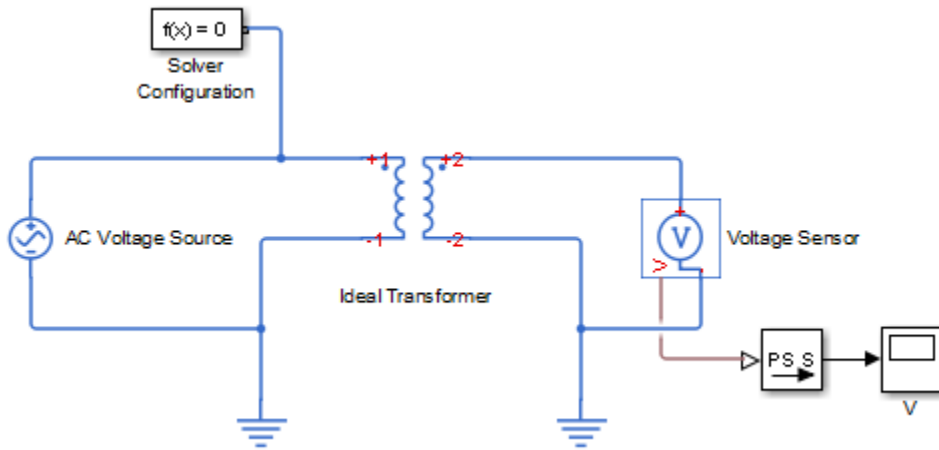 f(x) = 0
Solver
Configuration
+1
+2
AC Voltage Source
-1
-2
Ideal Transformer
+
V
V
Voltage Sensor
PS S
V